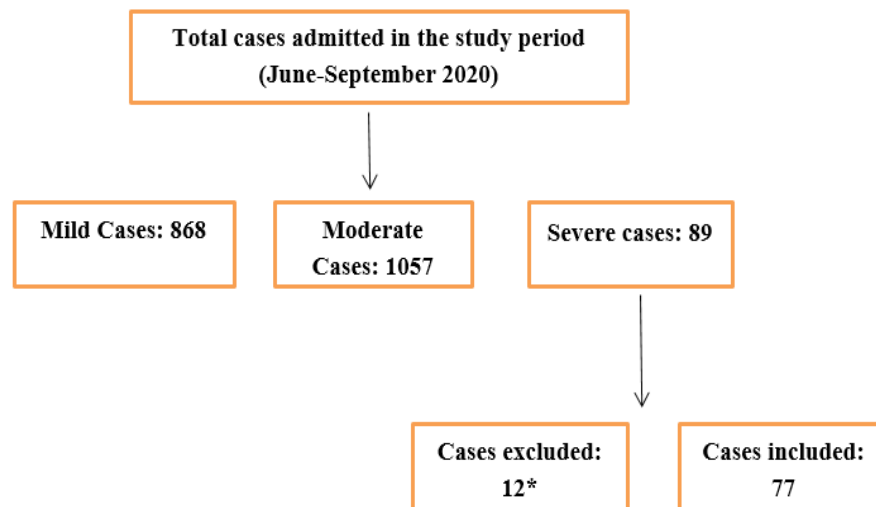 Total cases admitted in the study period
(June-September 2020)
Mild Cases: 868
Moderate
Cases: 1057
Severe cases: 89
Cases excluded:
12*
Cases included:
77